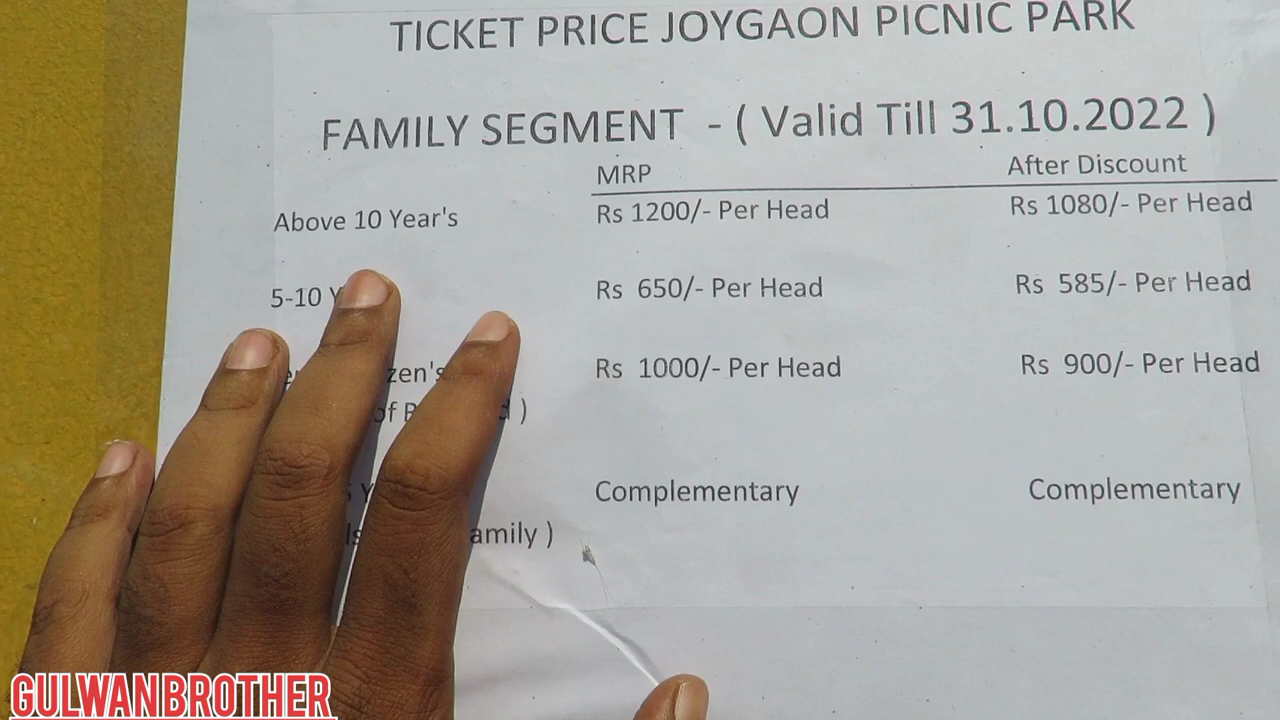 TICKET PRICE JOYGAON PICNIC PARK
FAMILY SEGMENT - ( Valid Till 31.10.2022 )
MRP After Discount
Above 10 Year's Rs 1200/- Per Head Rs 1080/- Per Head
5-10 Rs 650/- Per Head Rs 585/- Per Head
Rs 1000/- Per Head Rs 900/- Per Head
of )
Complementary Complementary
)
GULWANBROTHER